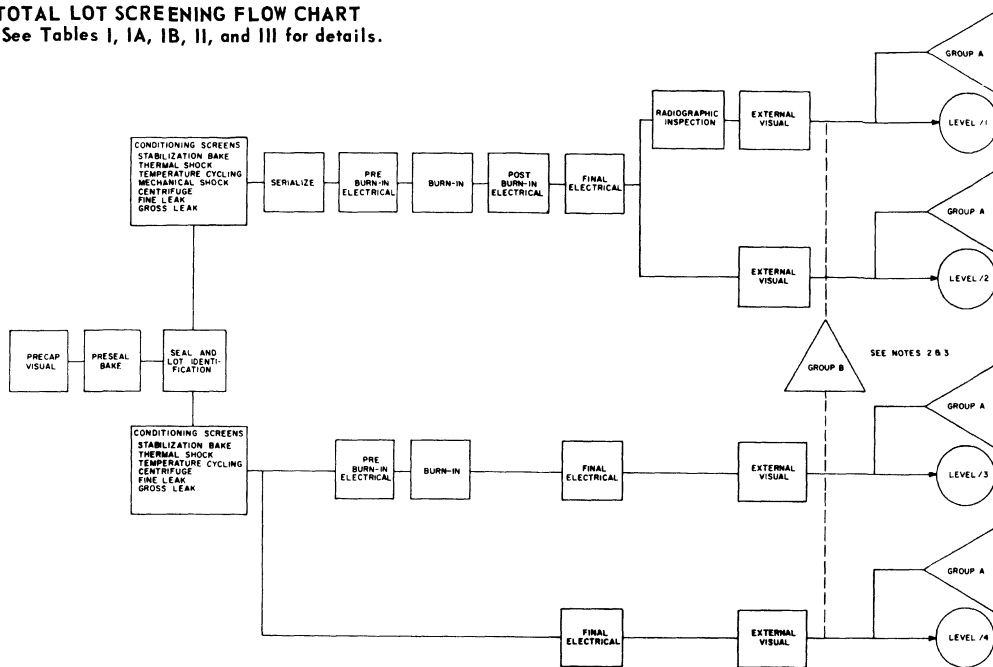 TOTAL LOT SCREENING FLOW CHART
See Tables I, IA, IB, II, and III for details.
GROUP A
RADIOGRAPHIC
INSPECTION
EXTERNAL
VISUAL
LEVEL /1
CONDITIONING SCREENS
STABILIZATION BAKE
THERMAL SHOCK
TEMPERATURE CYCLING
MECHANICAL SHOCK
CENTRIFUGE
FINE LEAK
GROSS LEAK
SERIALIZE
PRE
BURN-IN
ELECTRICAL
BURN-IN
POST
BURN-IN
ELECTRICAL
FINAL
ELECTRICAL
GROUP A
EXTERNAL
VISUAL
LEVEL /2
PRECAP
VISUAL
PRESEAL
BAKE
SEAL AND
LOT IDENTI-
FICATION
GROUP B
SEE NOTES 2 & 3
GROUP A
CONDITIONING SCREENS
STABILIZATION BAKE
THERMAL SHOCK
TEMPERATURE CYCLING
CENTRIFUGE
FINE LEAK
GROSS LEAK
PRE
BURN-IN
ELECTRICAL
BURN-IN
FINAL
ELECTRICAL
EXTERNAL
VISUAL
LEVEL /3
GROUP A
FINAL
ELECTRICAL
EXTERNAL
VISUAL
LEVEL /4